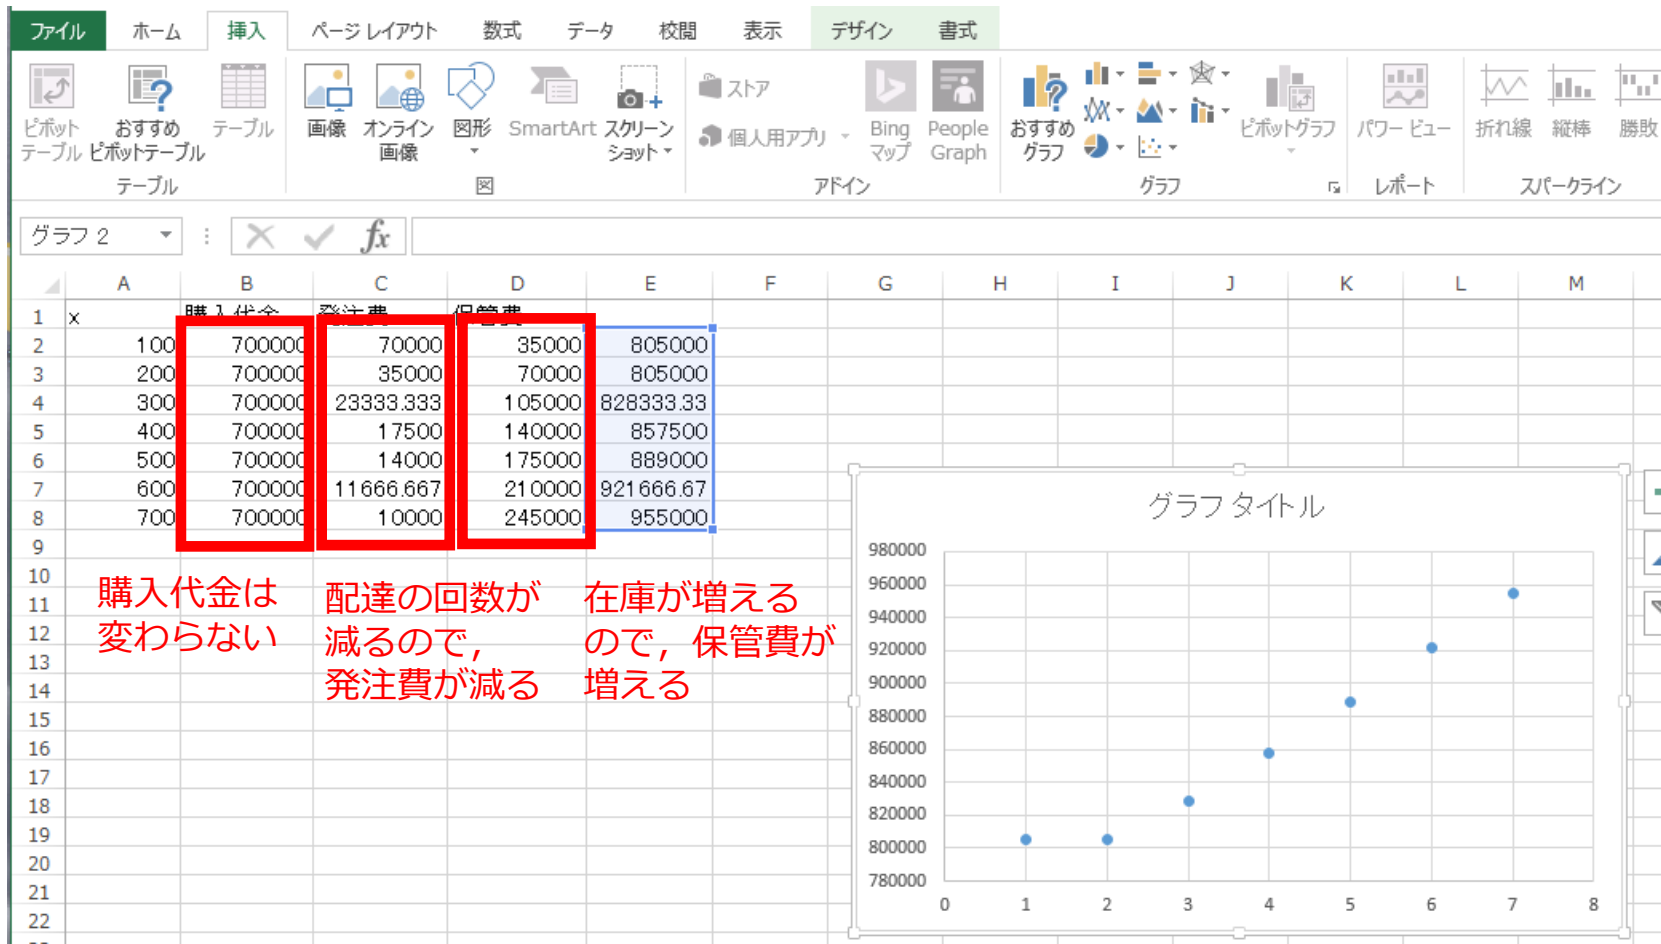 ファイル ホーム 挿入 ページ レイアウト 数式 データ 校閲 表示 デザイン 書式
ピボット
テーブル
おすすめ
ピボットテーブル
テーブル
テーブル
画像
オンライン
画像
図形
SmartArt
スクリーン
ショット
図
ストア
個人用アプリ
Bing
マップ
People
Graph
アドイン
おすすめ
グラフ
ピボットグラフ
グラフ
パワー ビュー
レポート
折れ線
縦棒
勝敗
スパークライン
グラフ 2
fx
A B C D E F G H I J K L M
1 x 購入代金 発注費 保管費
2 100 700000 70000 35000 805000
3 200 700000 35000 70000 805000
4 300 700000 23333.333 105000 828333.33
5 400 700000 17500 140000 857500
6 500 700000 14000 175000 889000
7 600 700000 11666.667 210000 921666.67
8 700 700000 10000 245000 955000
9
10
11
12
13
14
15
16
17
18
19
20
21
22
購入代金は
変わらない
配達の回数が
減るので,
発注費が減る
在庫が増える
ので,保管費が
増える
グラフ タイトル
980000
960000
940000
920000
900000
880000
860000
840000
820000
800000
780000
0 1 2 3 4 5 6 7 8